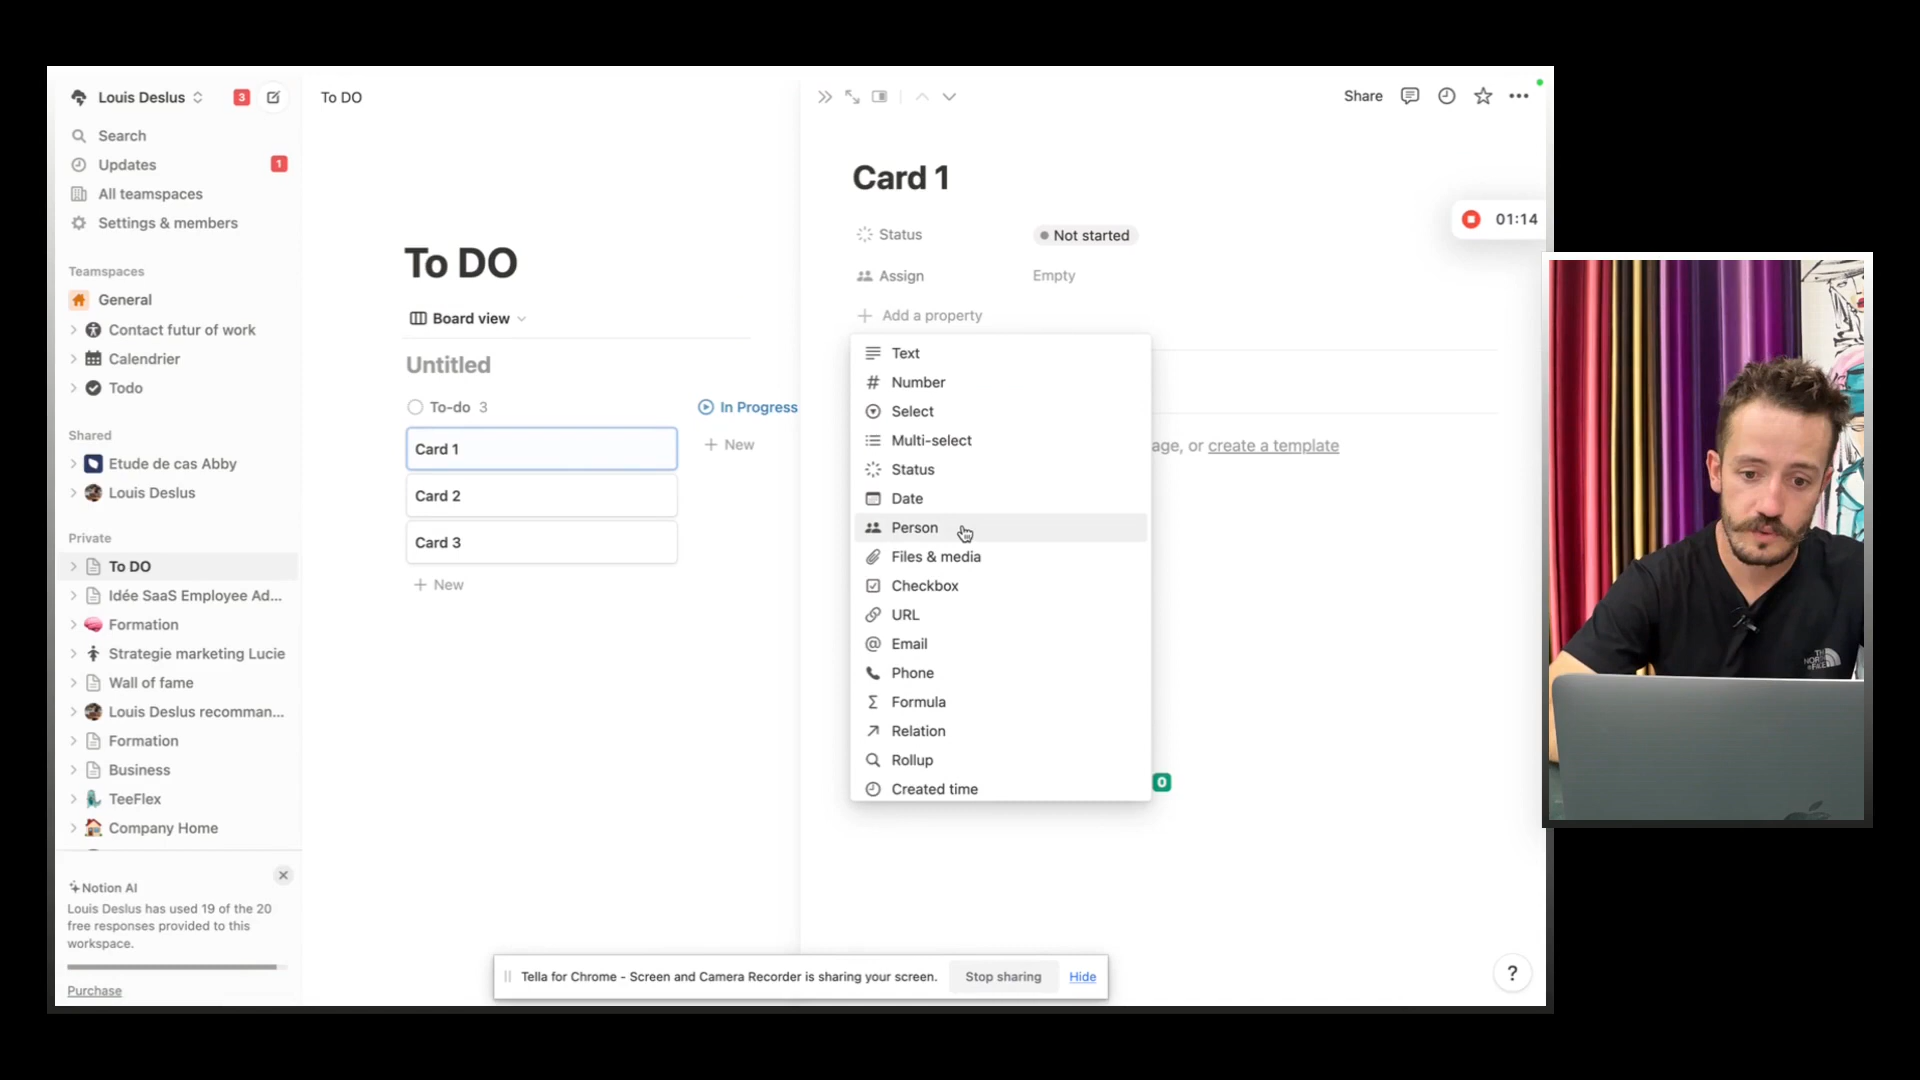 Louis Deslus
3
Search
Updates
1
All teamspaces
Settings & members
Teamspaces
General
Contact futur of work
Calendrier
Todo
Shared
Etude de cas Abby
Louis Deslus
Private
To DO
Idée SaaS Employee Ad...
Formation
Strategie marketing Lucie
Wall of fame
Louis Deslus recomman...
Formation
Business
TeeFlex
Company Home
Notion AI
Louis Deslus has used 19 of the 20
free responses provided to this
workspace.
Purchase
To DO
To DO
Board view
Untitled
To-do 3
In Progress
Card 1
Card 2
Card 3
+ New
+ New
Share
Card 1
Status
Not started
Assign
Empty
+ Add a property
Text
Number
Select
Multi-select
Status
Date
Person
Files & media
Checkbox
URL
Email
Phone
Formula
Relation
Rollup
Created time
age, or create a template
0
01:14
Tella for Chrome - Screen and Camera Recorder is sharing your screen.
Stop sharing
Hide
?
THE
NORTH
FACE